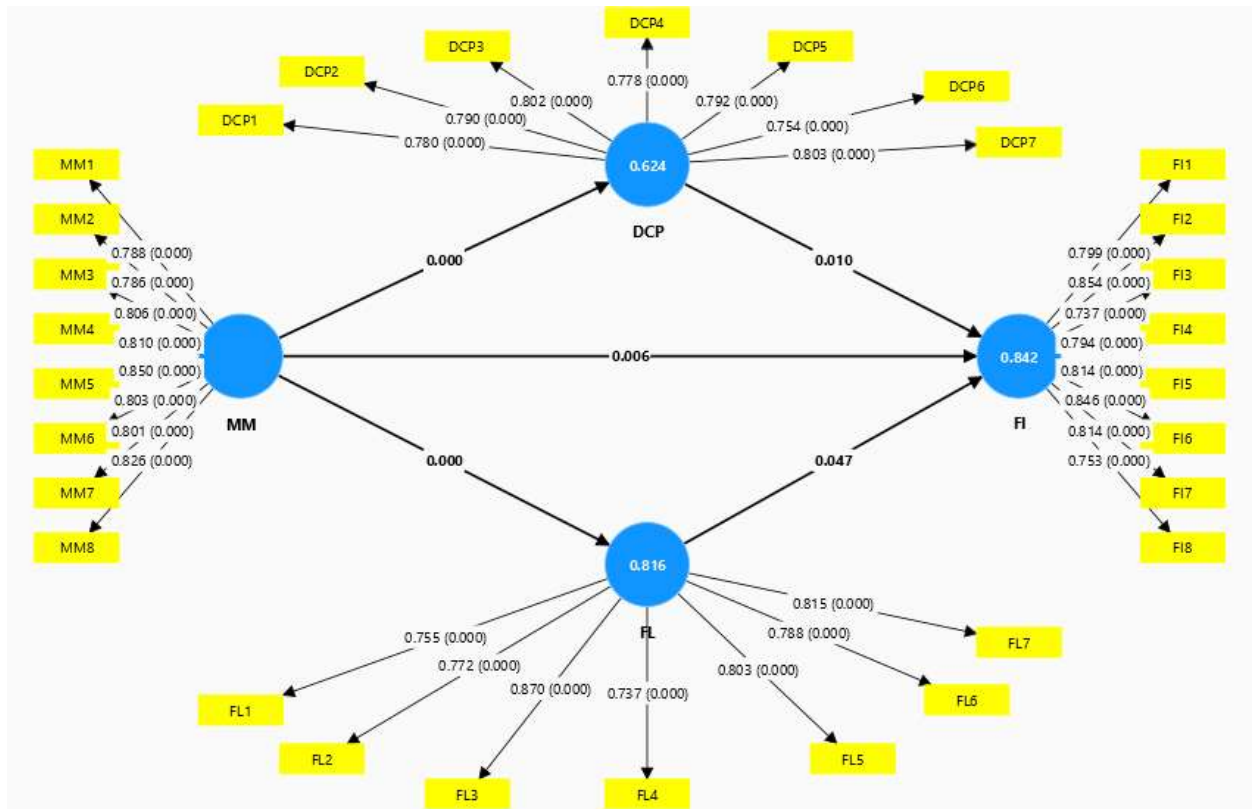 DCP4
DCP3
DCP5
DCP2
DCP6
DCP1
DCP7
0.780 (0.000)
0.790 (0.000)
0.802 (0.000)
0.778 (0.000)
0.792 (0.000)
0.754 (0.000)
0.803 (0.000)
0.624
DCP
MM1
MM2
MM3
MM4
MM5
MM6
MM7
MM8
0.788 (0.000)
0.786 (0.000)
0.806 (0.000)
0.810 (0.000)
0.850 (0.000)
0.803 (0.000)
0.801 (0.000)
0.826 (0.000)
MM
0.000
0.010
0.006
0.000
0.047
0.842
FI
0.799 (0.000)
0.854 (0.000)
0.737 (0.000)
0.794 (0.000)
0.814 (0.000)
0.846 (0.000)
0.814 (0.000)
0.753 (0.000)
FI1
FI2
FI3
FI4
FI5
FI6
FI7
FI8
0.816
FL
0.755 (0.000)
0.772 (0.000)
0.870 (0.000)
0.737 (0.000)
0.803 (0.000)
0.788 (0.000)
0.815 (0.000)
FL1
FL2
FL3
FL4
FL5
FL6
FL7